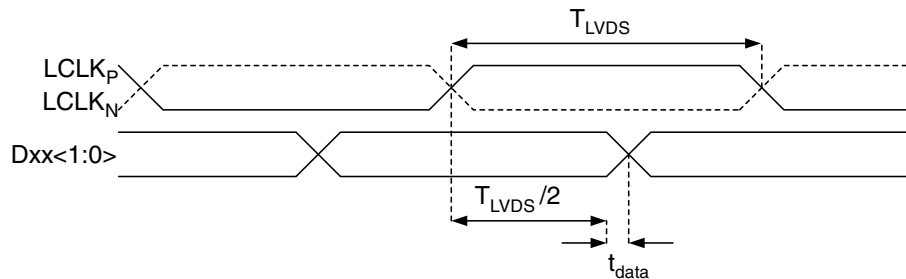 T_LVDS
LCLK_P
LCLK_N
Dxx<1:0>
T_LVDS/2
t_data